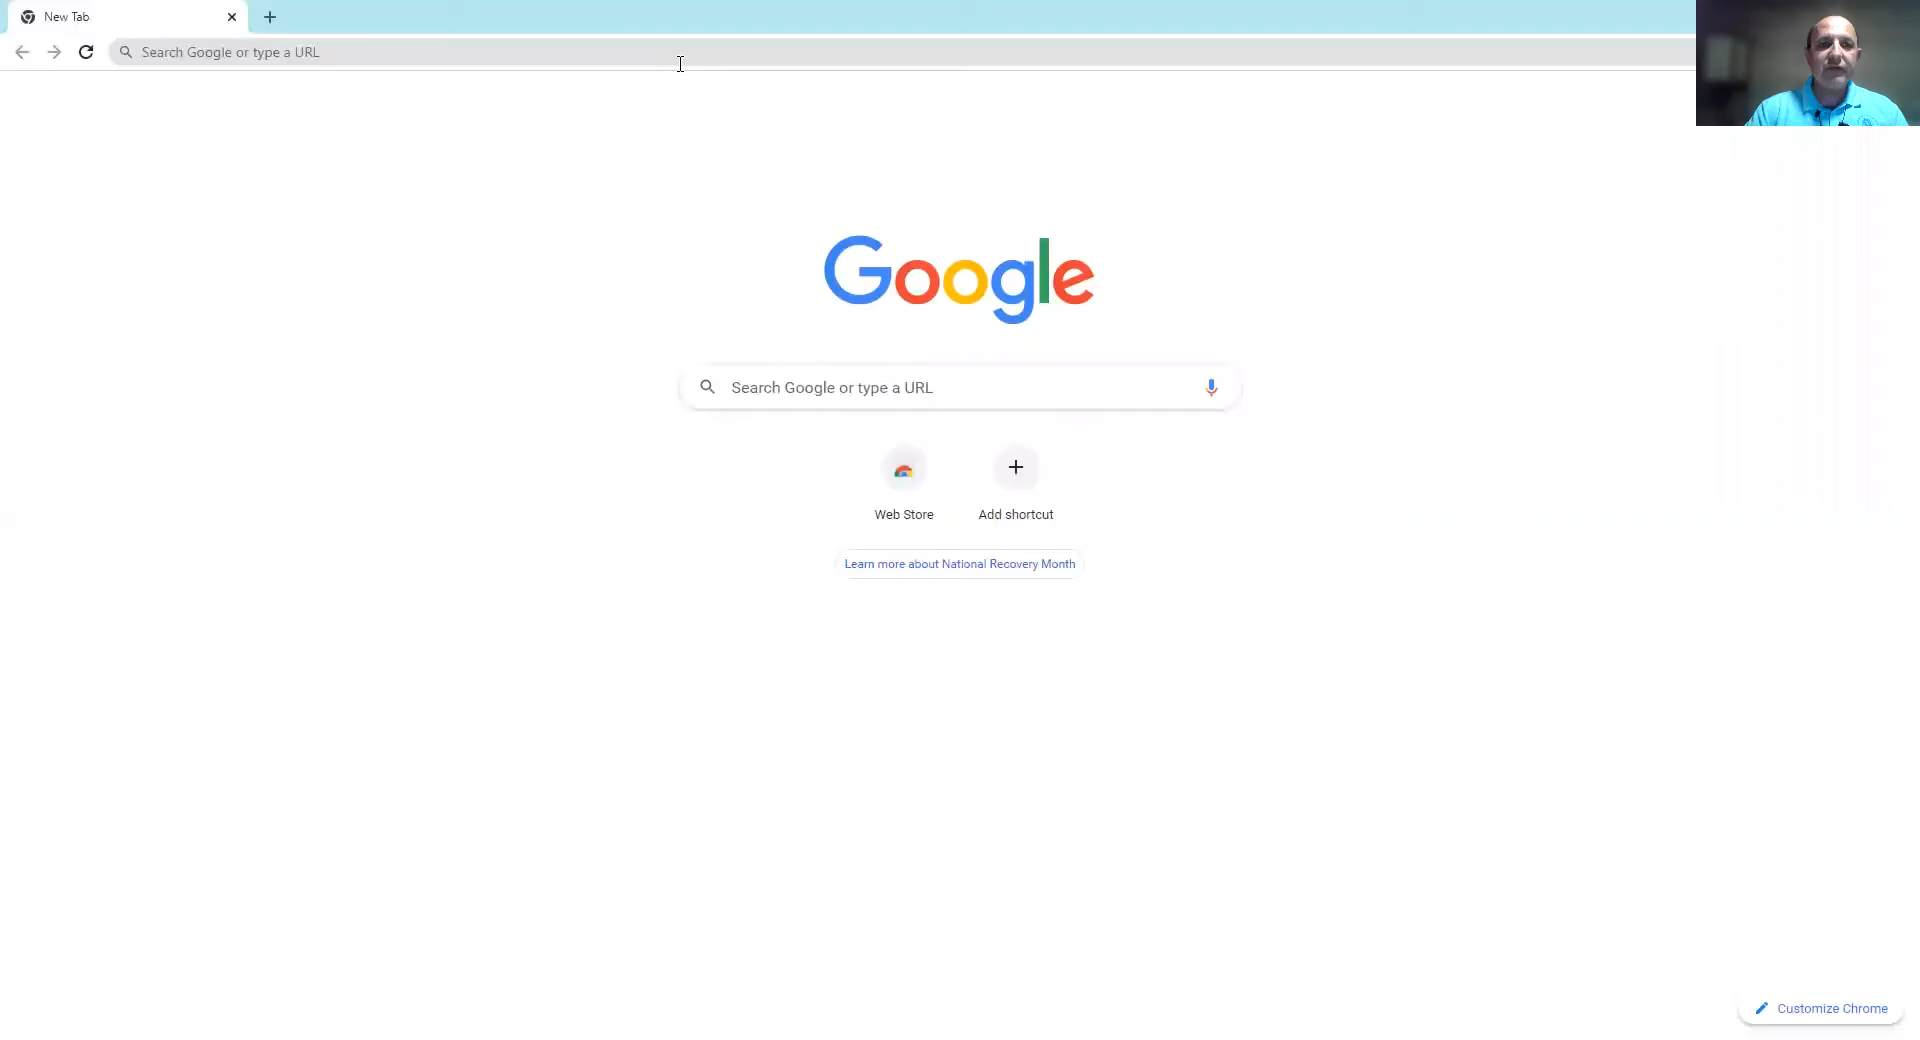 New Tab
Search Google or type a URL
Google
Search Google or type a URL
Web Store
Add shortcut
Learn more about National Recovery Month
Customize Chrome